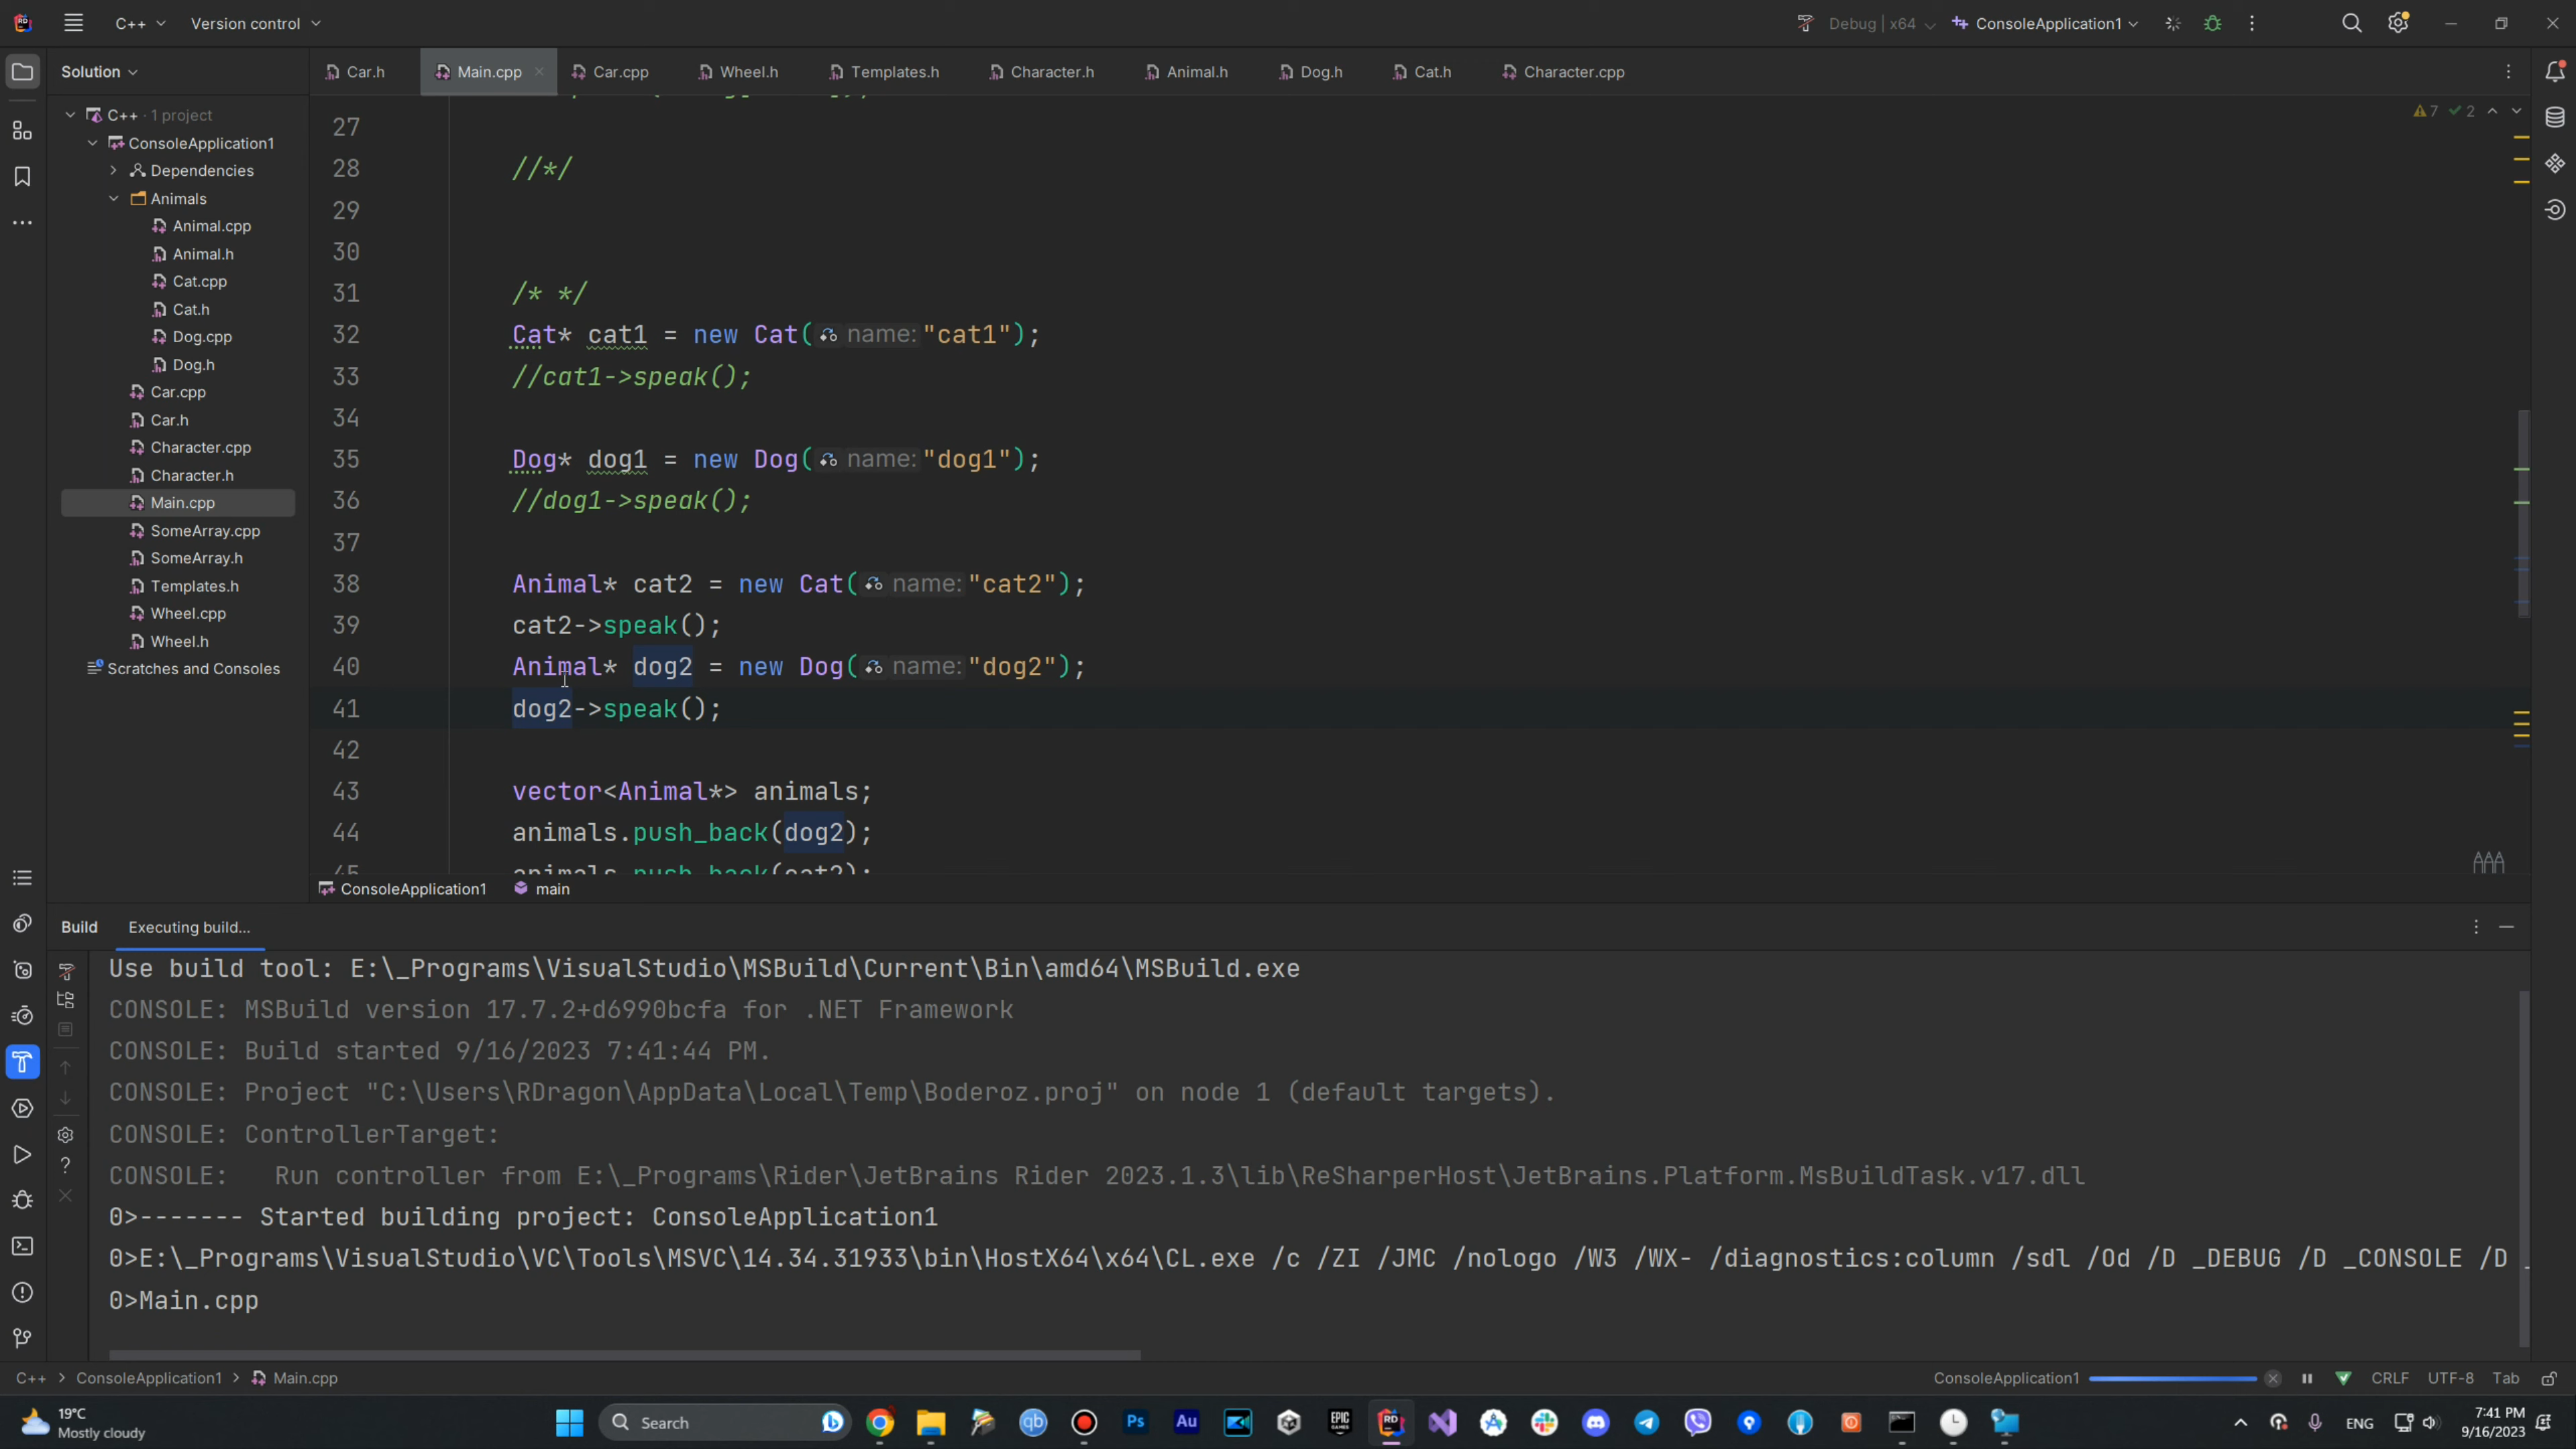 C++
Version control
Debug | x64
ConsoleApplication1
Solution
Car.h
Main.cpp
Car.cpp
Wheel.h
Templates.h
Character.h
Animal.h
Dog.h
Cat.h
Character.cpp
C++ · 1 project
ConsoleApplication1
Dependencies
Animals
Animal.cpp
Animal.h
Cat.cpp
Cat.h
Dog.cpp
Dog.h
Car.cpp
Car.h
Character.cpp
Character.h
Main.cpp
SomeArray.cpp
SomeArray.h
Templates.h
Wheel.cpp
Wheel.h
Scratches and Consoles
7 2
27
28 //*/
29
30
31 /* */
32 Cat* cat1 = new Cat( name: "cat1");
33 //cat1->speak();
34
35 Dog* dog1 = new Dog( name: "dog1");
36 //dog1->speak();
37
38 Animal* cat2 = new Cat( name: "cat2");
39 cat2->speak();
40 Animal* dog2 = new Dog( name: "dog2");
41 dog2->speak();
42
43 vector<Animal*> animals;
44 animals.push_back(dog2);
45 animals.push_back(cat2);
ConsoleApplication1 main
Build Executing build...
Use build tool: E:\_Programs\VisualStudio\MSBuild\Current\Bin\amd64\MSBuild.exe
CONSOLE: MSBuild version 17.7.2+d6990bcfa for .NET Framework
CONSOLE: Build started 9/16/2023 7:41:44 PM.
CONSOLE: Project "C:\Users\RDragon\AppData\Local\Temp\Boderoz.proj" on node 1 (default targets).
CONSOLE: ControllerTarget:
CONSOLE:   Run controller from E:\_Programs\Rider\JetBrains Rider 2023.1.3\lib\ReSharperHost\JetBrains.Platform.MsBuildTask.v17.dll
0>------- Started building project: ConsoleApplication1
0>E:\_Programs\VisualStudio\VC\Tools\MSVC\14.34.31933\bin\HostX64\x64\CL.exe /c /ZI /JMC /nologo /W3 /WX- /diagnostics:column /sdl /Od /D _DEBUG /D _CONSOLE /D _
0>Main.cpp
C++ > ConsoleApplication1 > Main.cpp
ConsoleApplication1
CRLF UTF-8 Tab
19°C
Mostly cloudy
Search
ENG
7:41 PM
9/16/2023